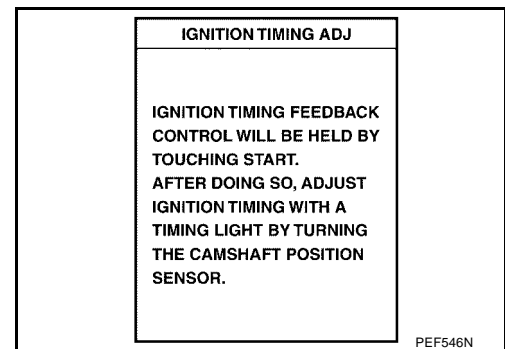 IGNITION TIMING ADJ
IGNITION TIMING FEEDBACK
CONTROL WILL BE HELD BY
TOUCHING START.
AFTER DOING SO, ADJUST
IGNITION TIMING WITH A
TIMING LIGHT BY TURNING
THE CAMSHAFT POSITION
SENSOR.
PEF546N